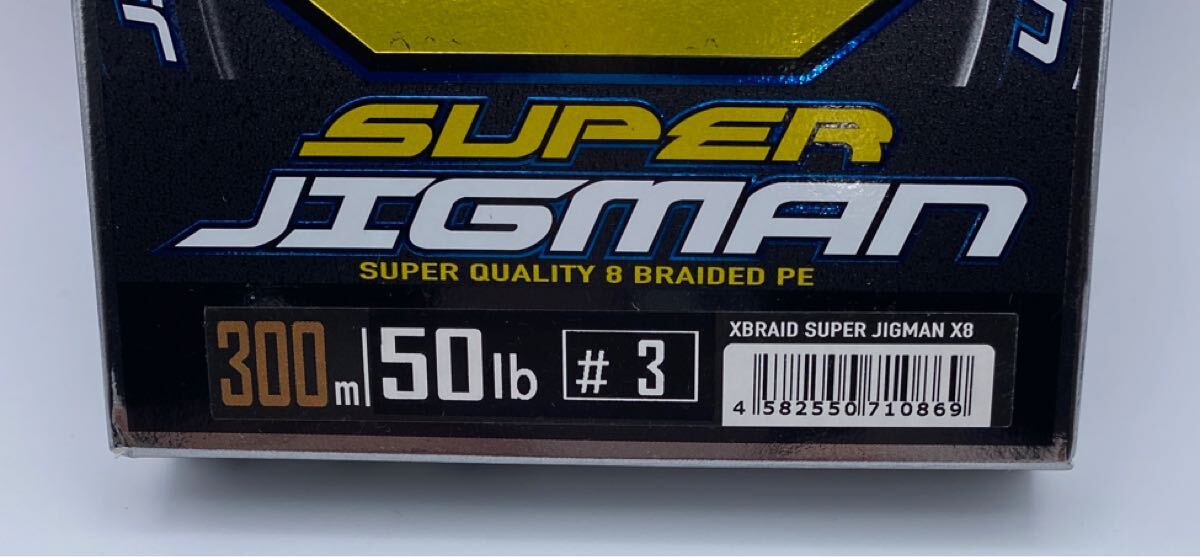 SUPER
JIGMAN
SUPER QUALITY 8 BRAIDED PE
300m 50lb # 3
XBRAID SUPER JIGMAN X8
4 582550 710869